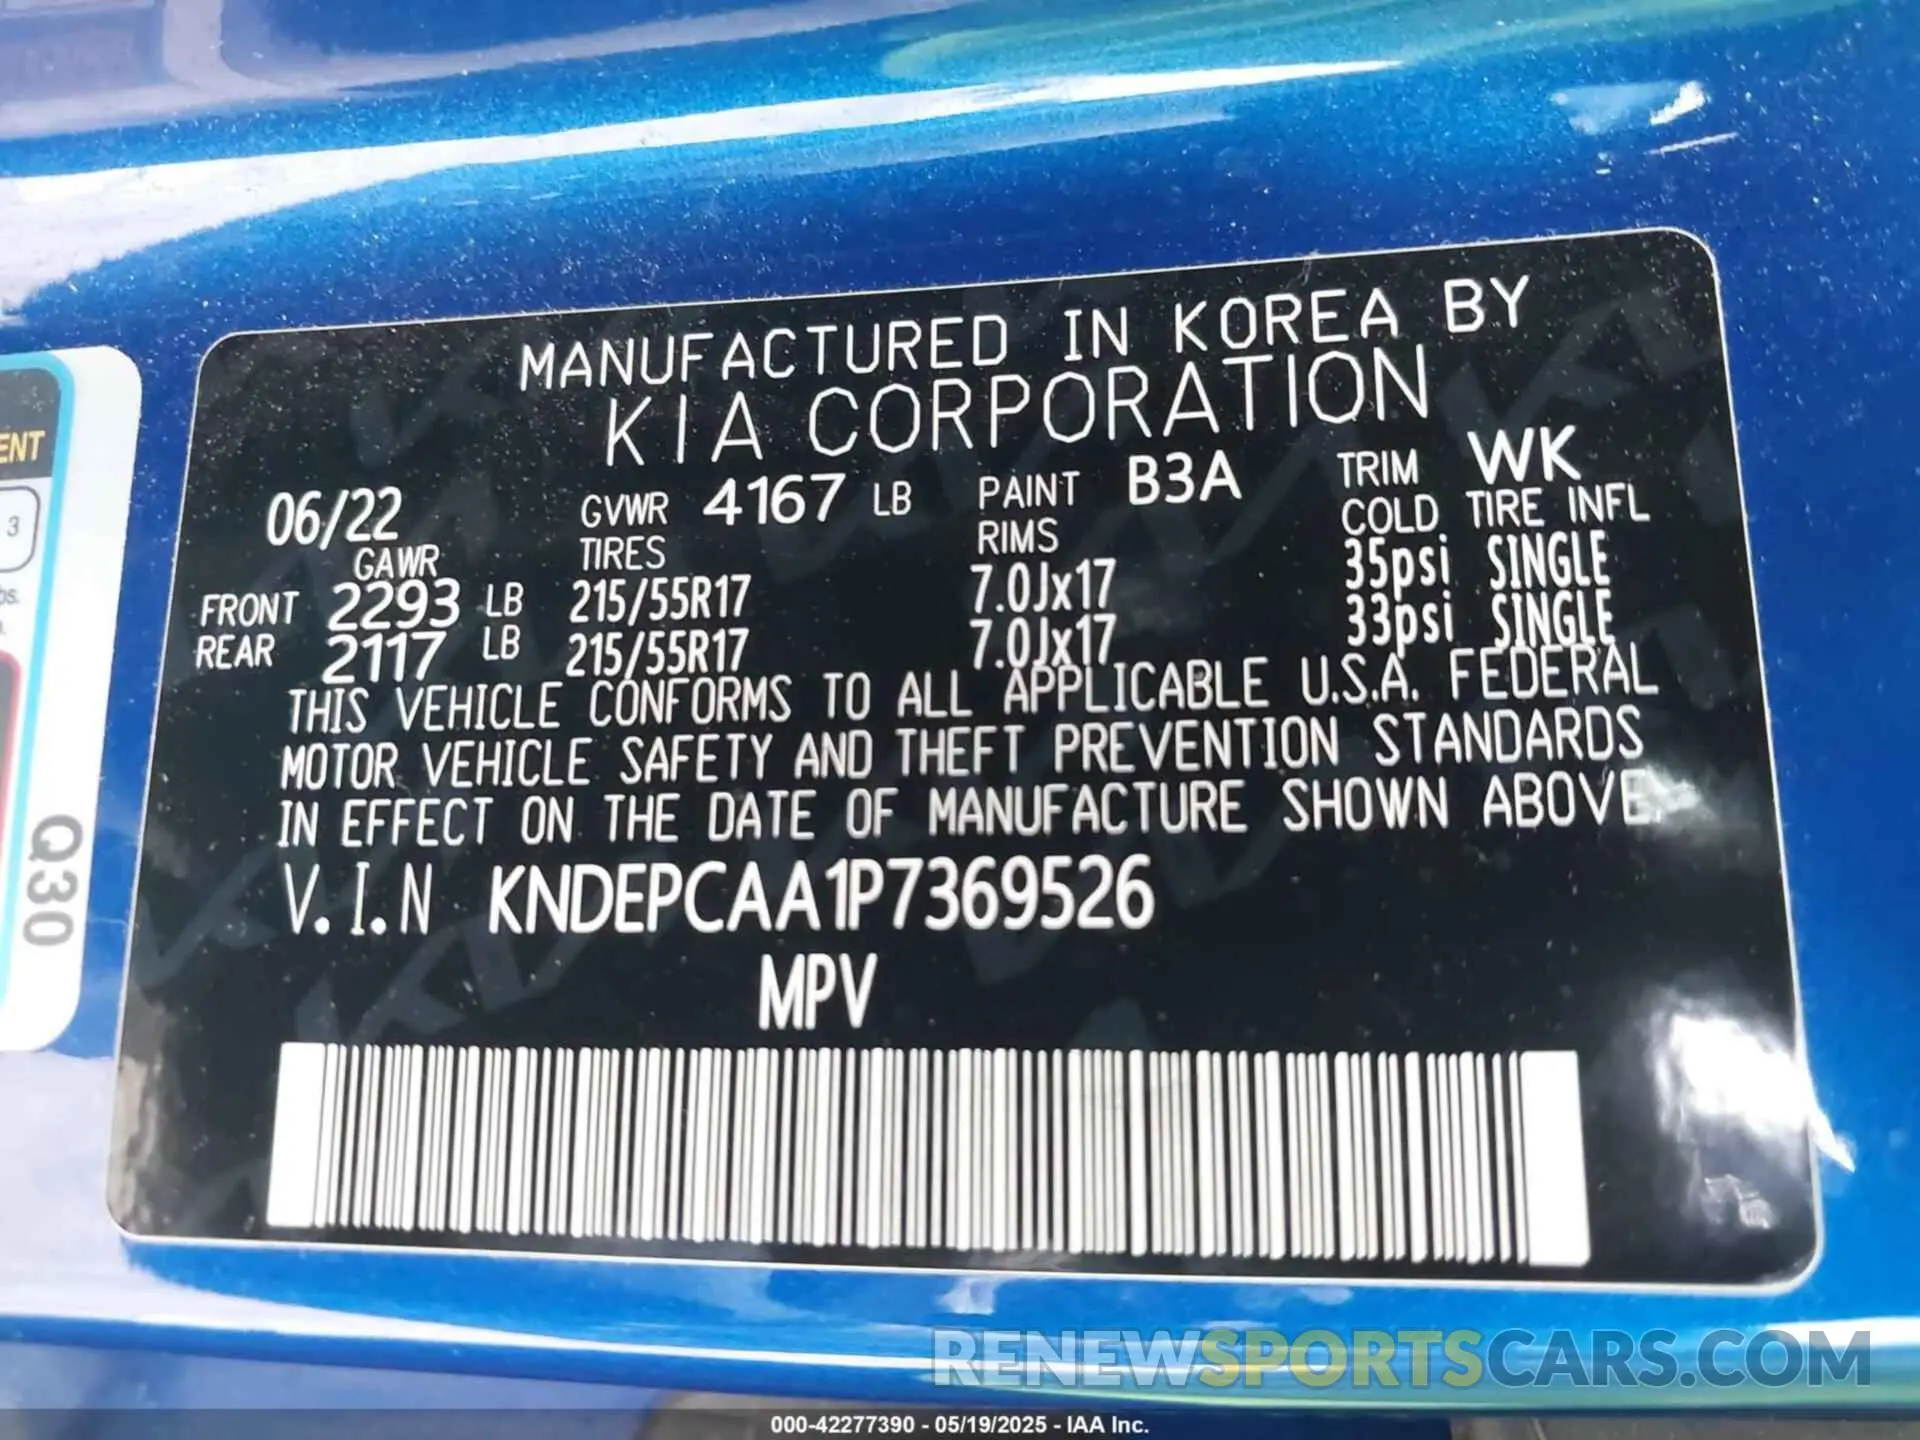 MANUFACTURED IN KOREA BY
KIA CORPORATION
06/22 GVWR 4167 LB PAINT B3A TRIM WK
GAWR TIRES RIMS COLD TIRE INFL
FRONT 2293 LB 215/55R17 7.0Jx17 35psi SINGLE
REAR 2117 LB 215/55R17 7.0Jx17 33psi SINGLE
THIS VEHICLE CONFORMS TO ALL APPLICABLE U.S.A. FEDERAL
MOTOR VEHICLE SAFETY AND THEFT PREVENTION STANDARDS
IN EFFECT ON THE DATE OF MANUFACTURE SHOWN ABOVE.
V.I.N KNDEPCAA1P7369526
MPV
ENT
3
Q30
RENEWSPORTSCARS.COM
000-42277390 - 05/19/2025 - IAA Inc.